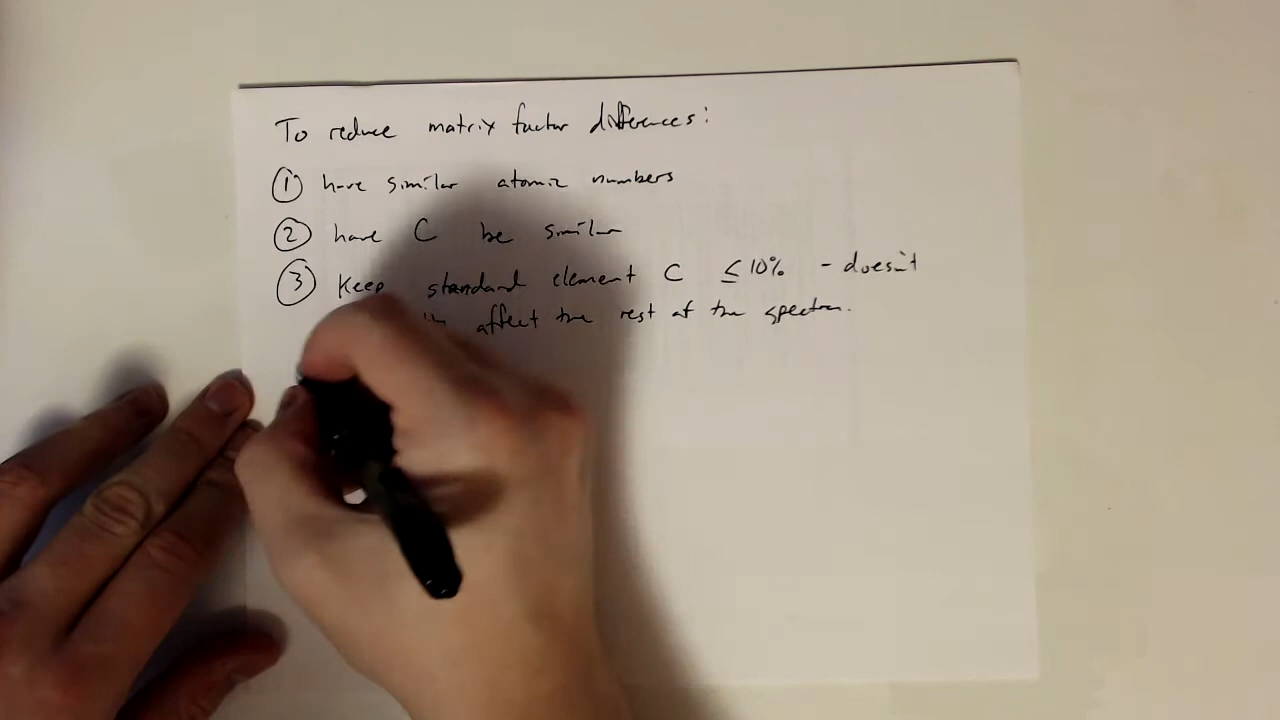 To reduce matrix factor differences:
① have similar atomic numbers
② have C be similar
③ Keep standard element C ≤ 10% - doesn't
affect the rest of the spectra.